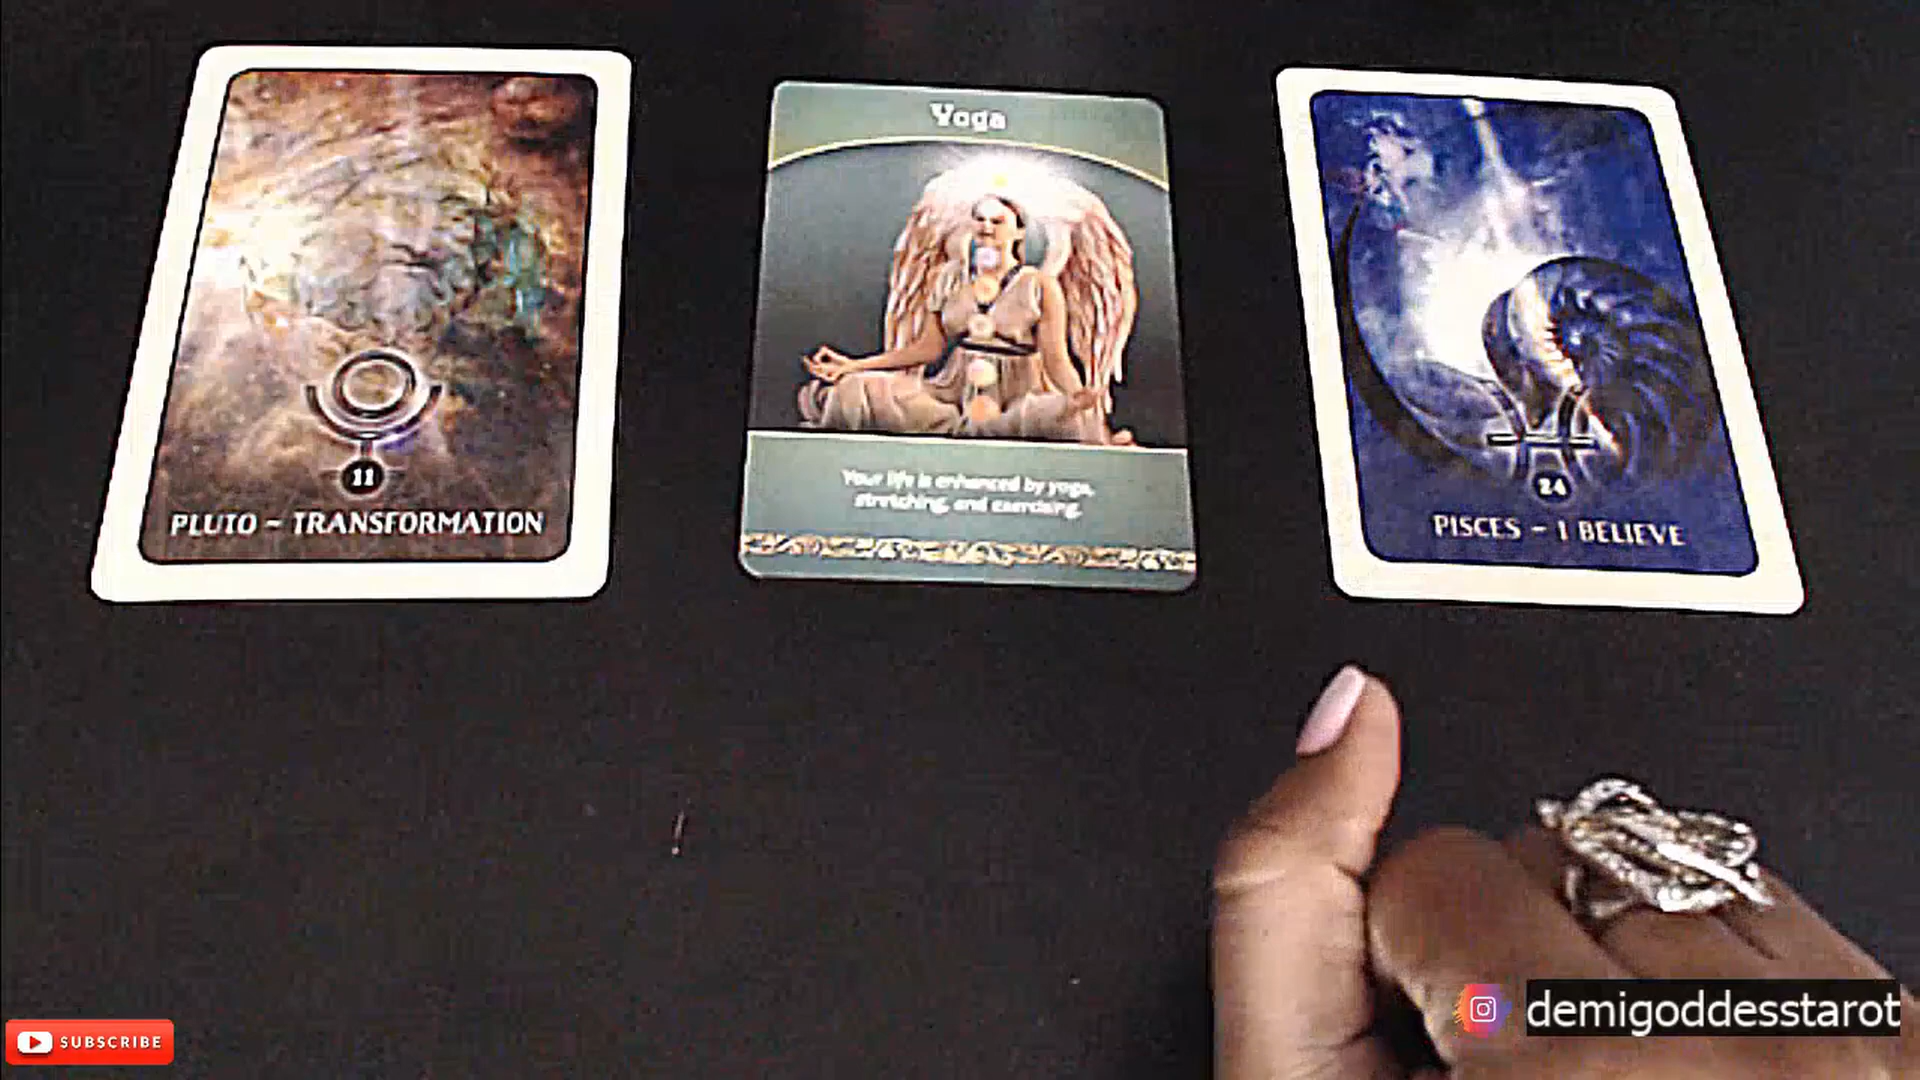 11
PLUTO ~ TRANSFORMATION
Yoga
Your life is enhanced by yoga,
stretching, and exercising.
24
PISCES ~ I BELIEVE
SUBSCRIBE
demigoddesstarot